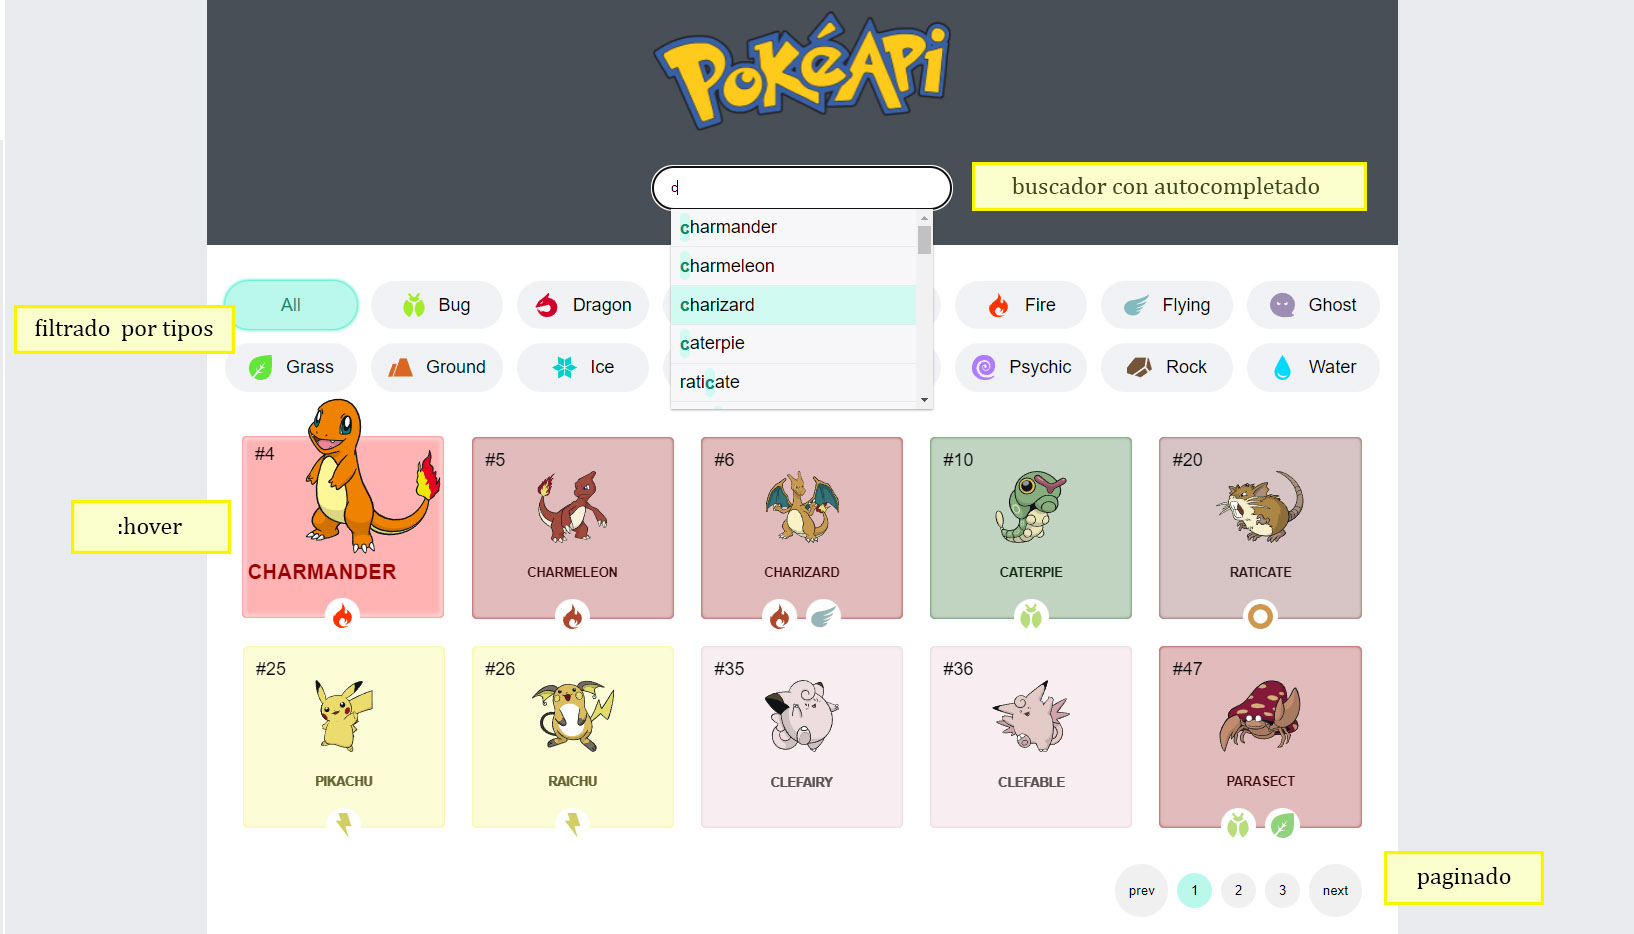 PokéApi
c
buscador con autocompletado
charmander
charmeleon
charizard
caterpie
raticate
All
Bug
Dragon
Fire
Flying
Ghost
filtrado por tipos
Grass
Ground
Ice
Psychic
Rock
Water
#4
#5
#6
#10
#20
:hover
CHARMANDER
CHARMELEON
CHARIZARD
CATERPIE
RATICATE
#25
#26
#35
#36
#47
PIKACHU
RAICHU
CLEFAIRY
CLEFABLE
PARASECT
prev
1
2
3
next
paginado